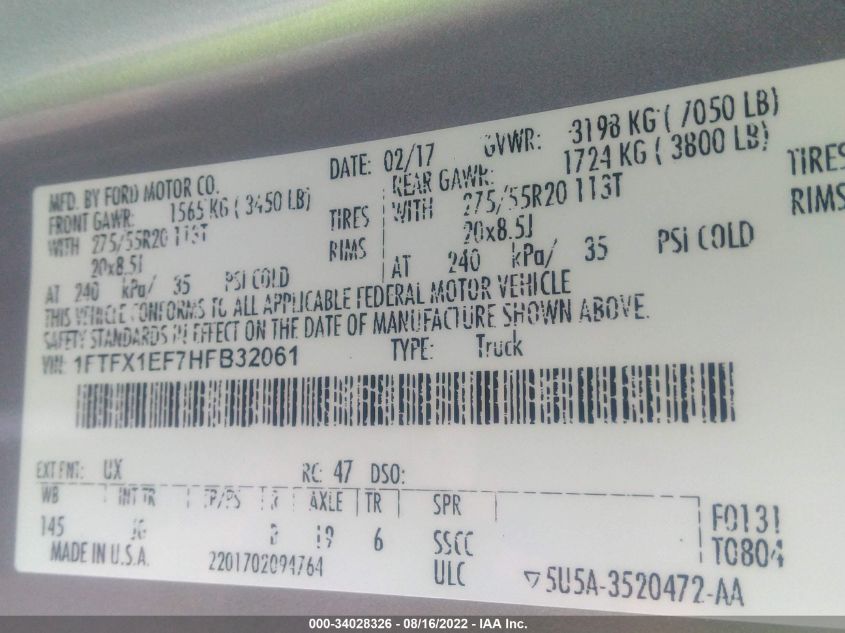 MFD. BY FORD MOTOR CO. DATE: 02/17 GVWR: 3198 KG ( 7050 LB)
FRONT GAWR: 1565 KG ( 3450 LB) REAR GAWR: 1724 KG ( 3800 LB)
WITH 275/55R20 113T TIRES WITH 275/55R20 113T TIRES
20x8.5J RIMS 20x8.5J RIMS
AT 240 kPa/ 35 PSI COLD AT 240 kPa/ 35 PSi COLD
THIS VEHICLE CONFORMS TO ALL APPLICABLE FEDERAL MOTOR VEHICLE
SAFETY STANDARDS IN EFFECT ON THE DATE OF MANUFACTURE SHOWN ABOVE.
VIN: 1FTFX1EF7HFB32061 TYPE: Truck
EXT PNT: UX RC: 47 DSO:
WB INT TR TP/PS R AXLE TR SPR
145 19 6 SSCC F0131
MADE IN U.S.A. 2201702094764 ULC T0804
▽5U5A-3520472-AA
000-34028326 - 08/16/2022 - IAA Inc.